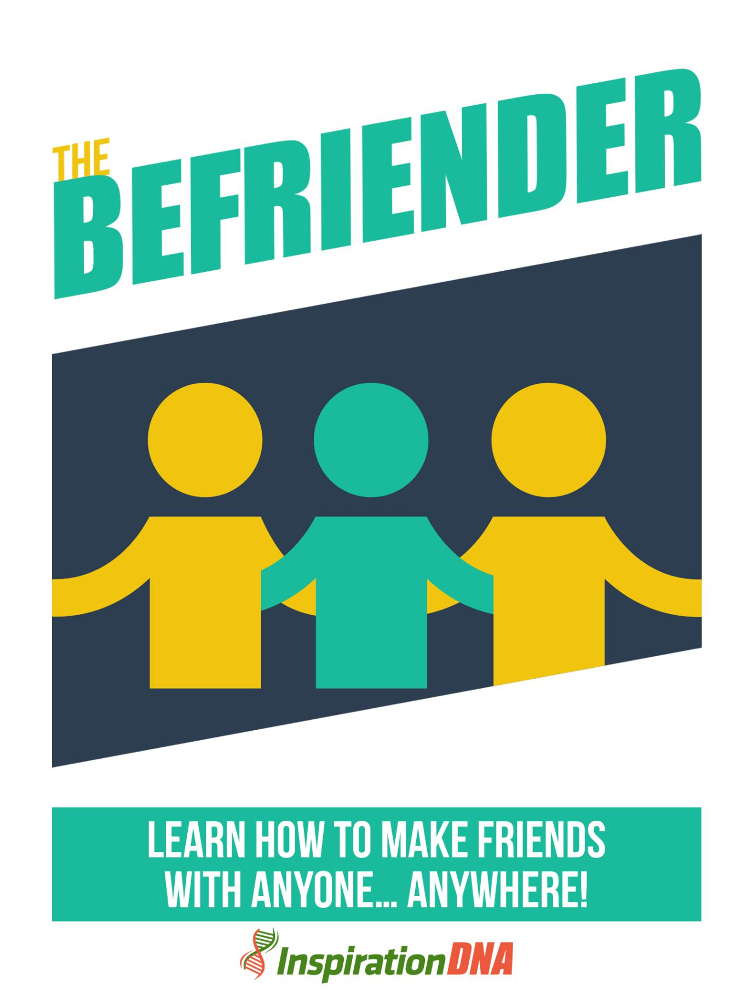 THE
BEFRIENDER
LEARN HOW TO MAKE FRIENDS
WITH ANYONE... ANYWHERE!
InspirationDNA